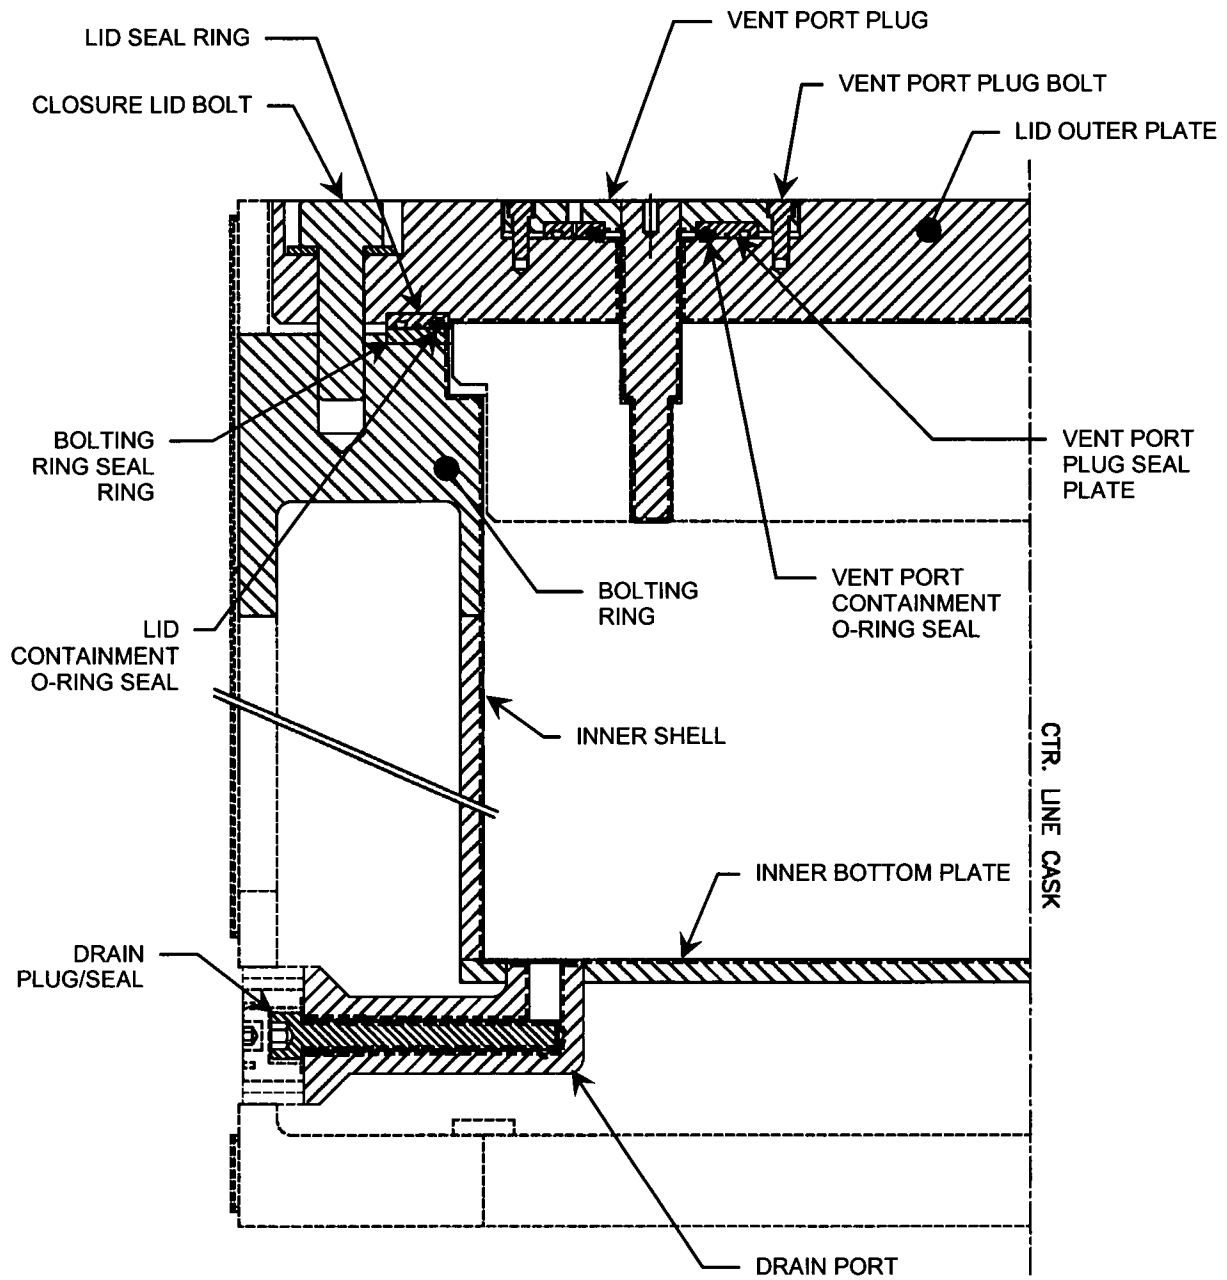 VENT PORT PLUG
LID SEAL RING
VENT PORT PLUG BOLT
CLOSURE LID BOLT
LID OUTER PLATE
BOLTING
RING SEAL
RING
VENT PORT
PLUG SEAL
PLATE
VENT PORT
CONTAINMENT
O-RING SEAL
BOLTING
RING
LID
CONTAINMENT
O-RING SEAL
INNER SHELL
CTR. LINE CASK
INNER BOTTOM PLATE
DRAIN
PLUG/SEAL
DRAIN PORT